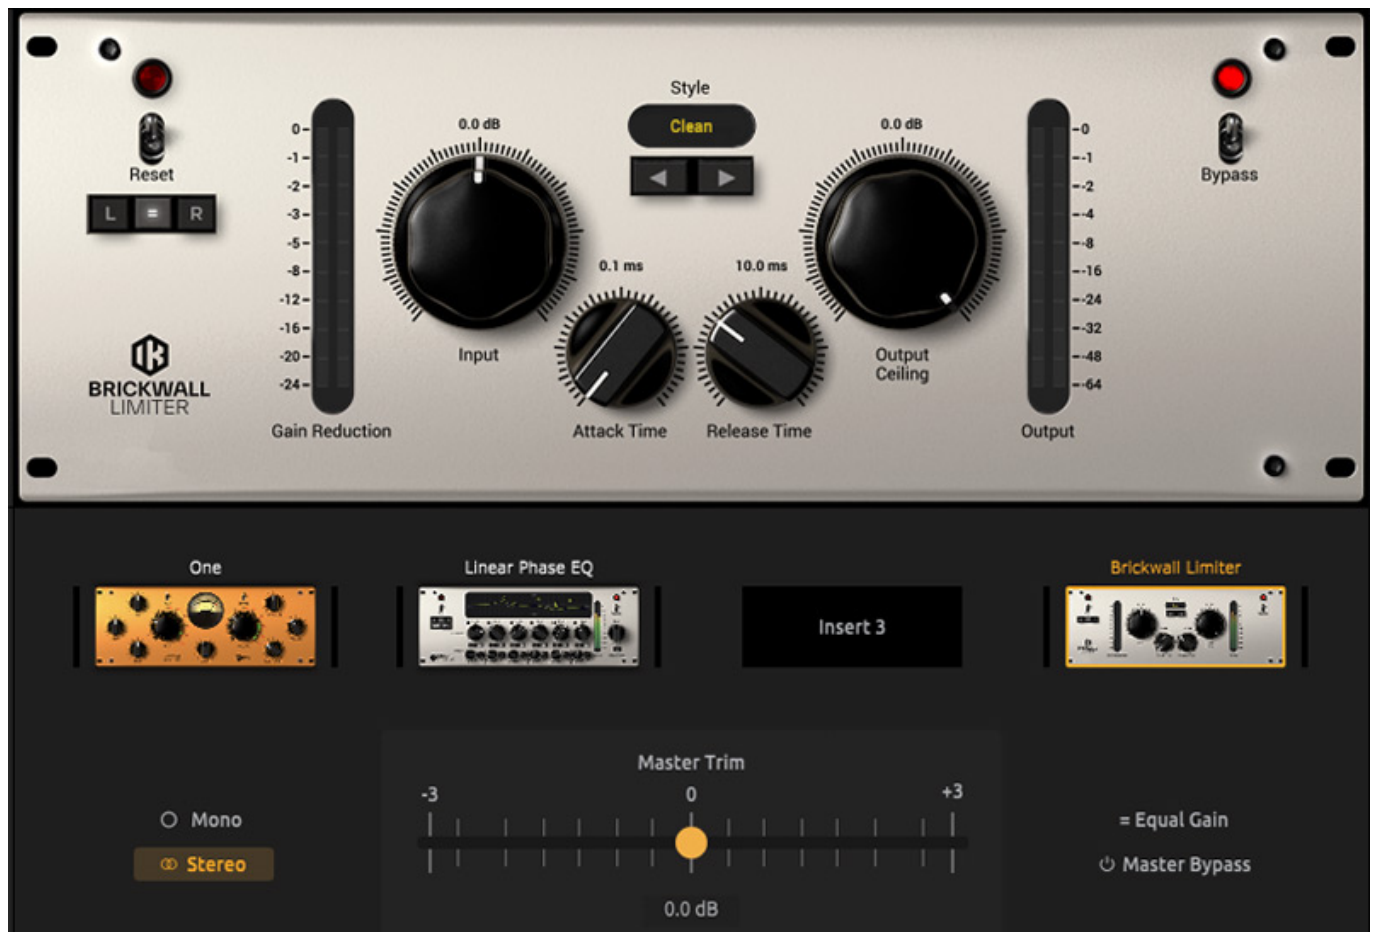 Style
0.0 dB
Clean
0.0 dB
Reset
Bypass
L = R
0
-1
-2
-3
-5
-8
-12
-16
-20
-24
0
-1
-2
-4
-8
-16
-24
-32
-48
-64
0.1 ms
10.0 ms
Input
Output
Ceiling
BRICKWALL
LIMITER
Gain Reduction
Attack Time
Release Time
Output
One
Linear Phase EQ
Insert 3
Brickwall Limiter
Master Trim
-3
0
+3
Mono
Stereo
0.0 dB
= Equal Gain
Master Bypass